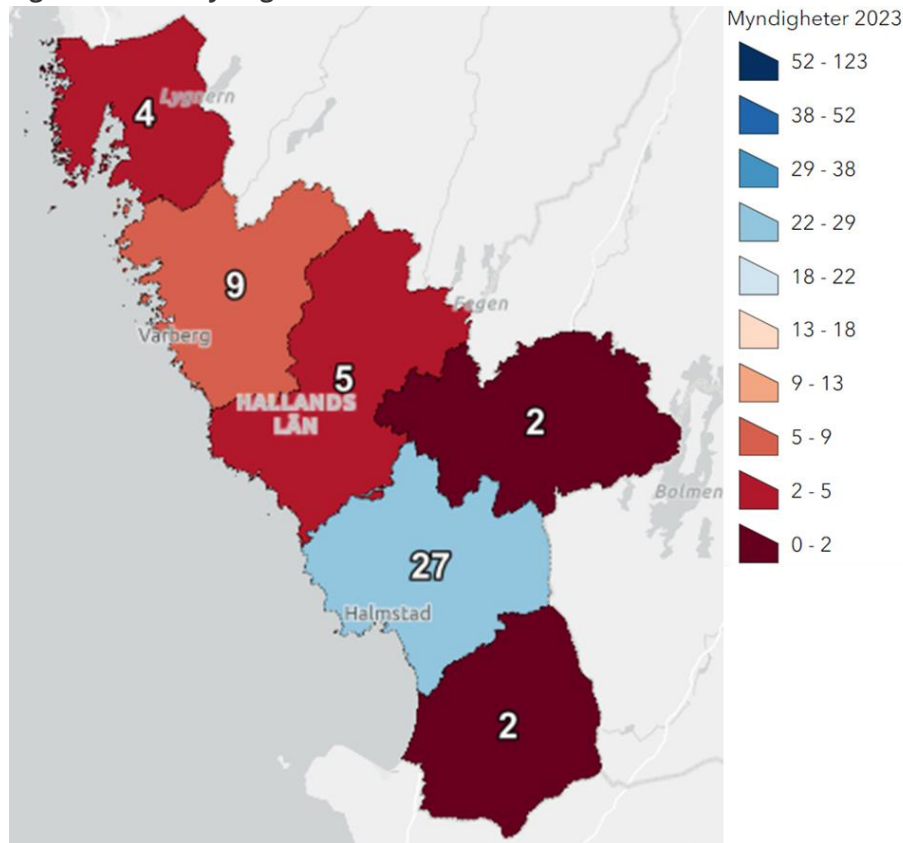 Myndigheter 2023
52 - 123
38 - 52
29 - 38
22 - 29
18 - 22
13 - 18
9 - 13
5 - 9
2 - 5
0 - 2
Lygnern
4
9
Fegen
Varberg
5
HALLANDS
LÄN
2
Bolmen
27
Halmstad
2